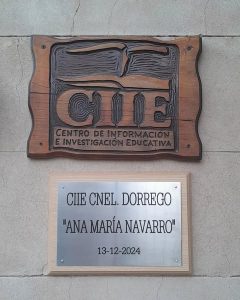 CIIE
CENTRO DE INFORMACIÓN
E INVESTIGACIÓN EDUCATIVA
CIIE CNEL. DORREGO
"ANA MARÍA NAVARRO"
13-12-2024